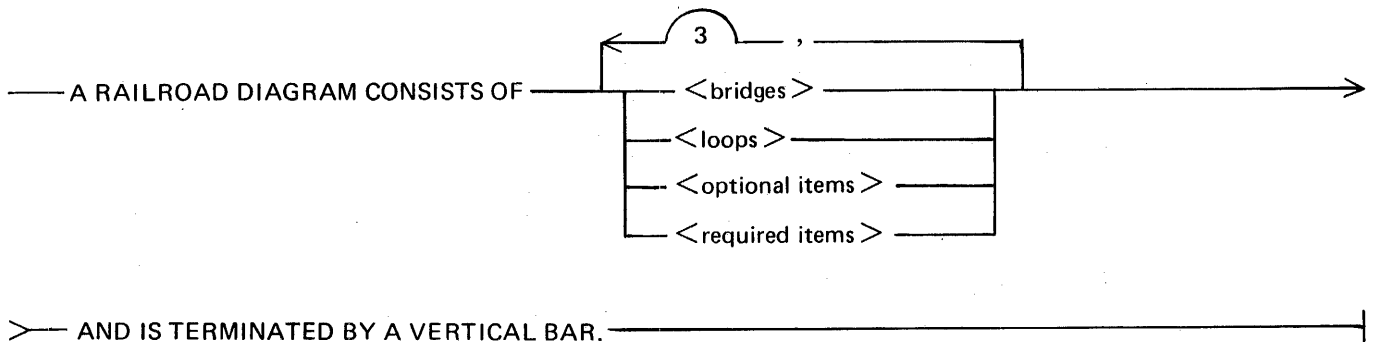 3 ,
A RAILROAD DIAGRAM CONSISTS OF <bridges>
<loops>
<optional items>
<required items>
AND IS TERMINATED BY A VERTICAL BAR.